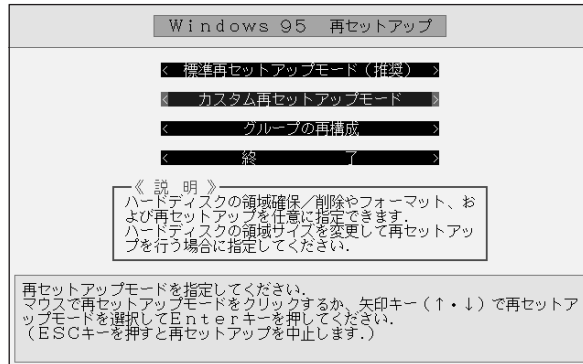 Ｗｉｎｄｏｗｓ ９５　再セットアップ
< 標準再セットアップモード（推奨） >
< カスタム再セットアップモード >
< グループの再構成 >
< 終　　　　了 >
《 説　明 》
ハードディスクの領域確保／削除やフォーマット、お
よび再セットアップを任意に指定できます．
ハードディスクの領域サイズを変更して再セットアッ
プを行う場合に指定してください．
再セットアップモードを指定してください．
マウスで再セットアップモードをクリックするか、矢印キー（↑・↓）で再セットア
ップモードを選択してＥｎｔｅｒキーを押してください．
（ＥＳＣキーを押すと再セットアップを中止します．）